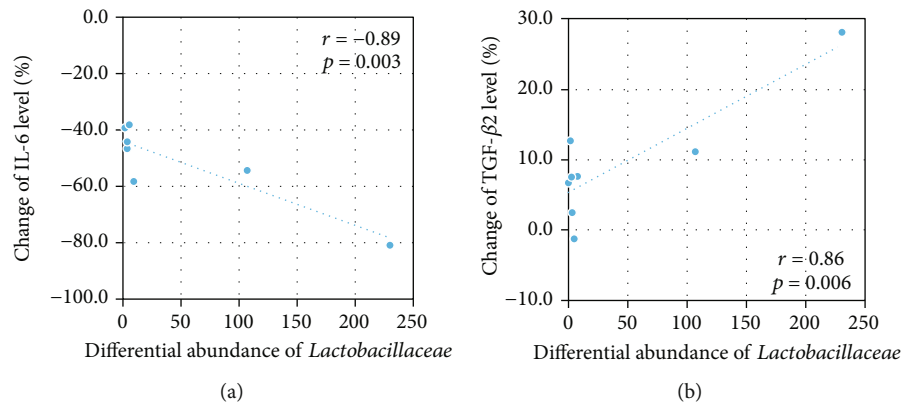 Change of IL-6 level (%)
0.0
−20.0
−40.0
−60.0
−80.0
−100.0
r = −0.89
p = 0.003
0 50 100 150 200 250
Differential abundance of Lactobacillaceae
(a)
Change of TGF-β2 level (%)
30.0
20.0
10.0
0.0
−10.0
r = 0.86
p = 0.006
0 50 100 150 200 250
Differential abundance of Lactobacillaceae
(b)